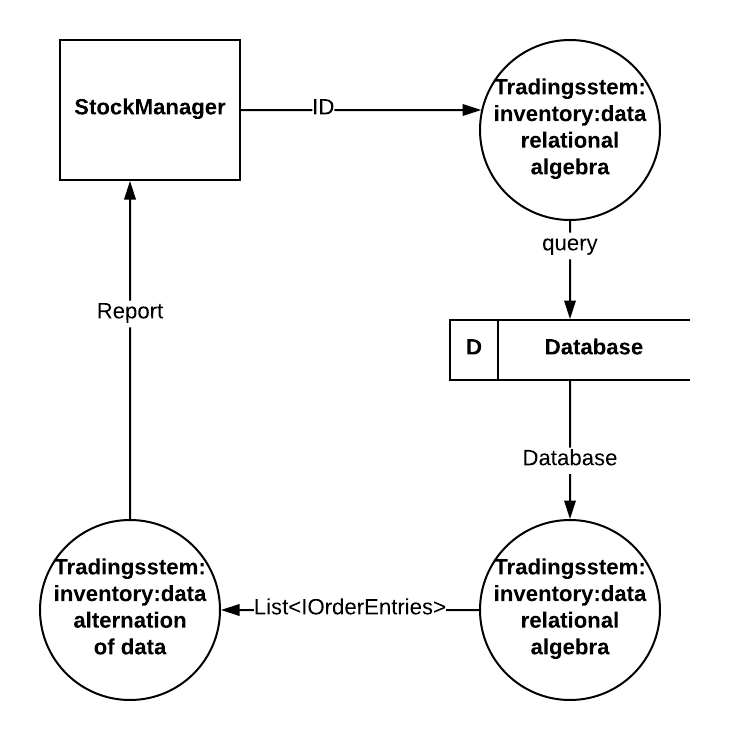 StockManager
ID
Tradingsstem:
inventory:data
relational
algebra
query
D
Database
Database
Report
Tradingsstem:
inventory:data
alternation
of data
List<IOrderEntries>
Tradingsstem:
inventory:data
relational
algebra